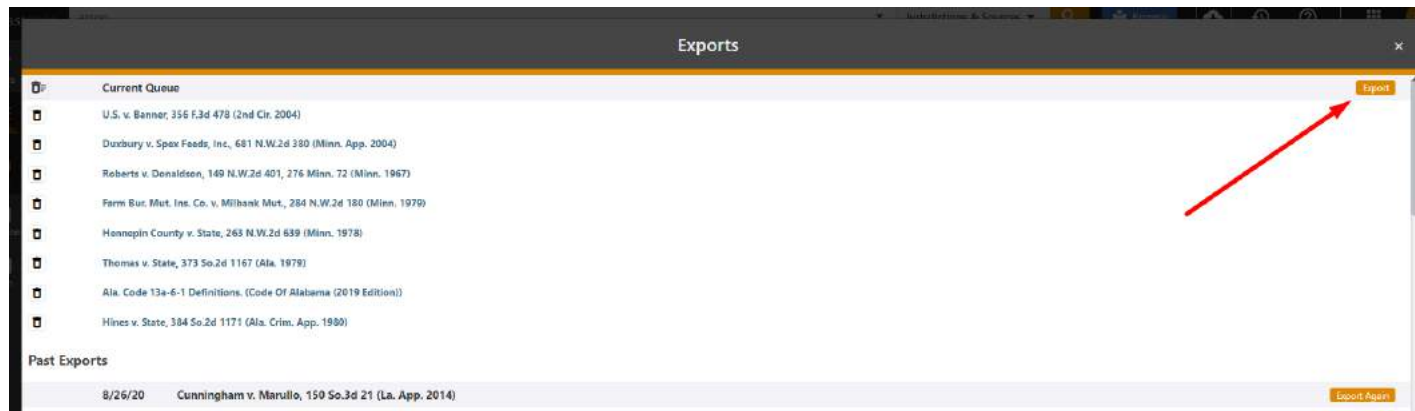 Jurisdictions & Sources
Exports
×
Current Queue
Export
U.S. v. Banner, 356 F.3d 478 (2nd Cir. 2004)
Duxbury v. Spex Feeds, Inc., 681 N.W.2d 380 (Minn. App. 2004)
Roberts v. Donaldson, 149 N.W.2d 401, 276 Minn. 72 (Minn. 1967)
Farm Bur. Mut. Ins. Co. v. Milbank Mut., 284 N.W.2d 180 (Minn. 1979)
Hennepin County v. State, 263 N.W.2d 639 (Minn. 1978)
Thomas v. State, 373 So.2d 1167 (Ala. 1979)
Ala. Code 13a-6-1 Definitions. (Code Of Alabama (2019 Edition))
Hines v. State, 384 So.2d 1171 (Ala. Crim. App. 1980)
Past Exports
8/26/20 Cunningham v. Marullo, 150 So.3d 21 (La. App. 2014)
Export Again